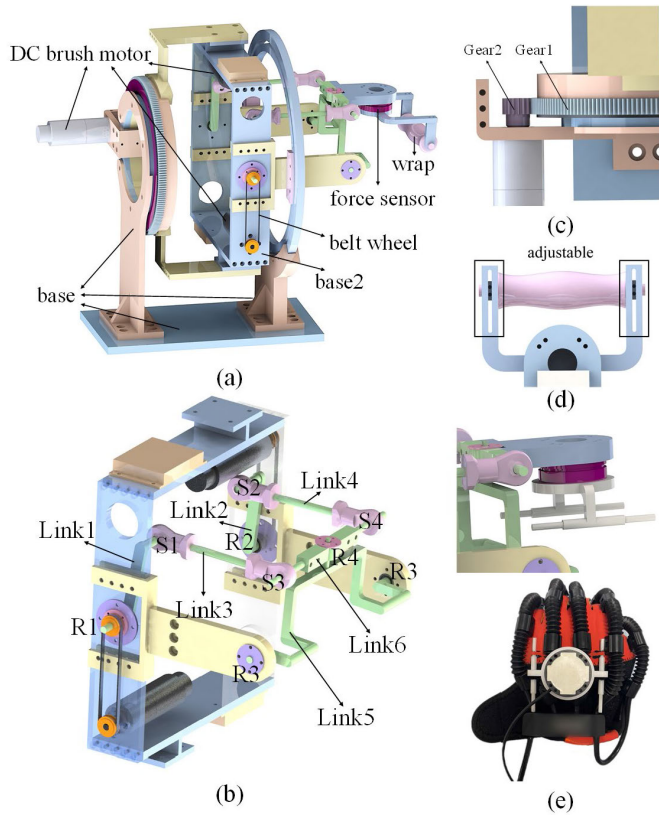 DC brush motor
wrap
force sensor
belt wheel
base2
base
(a)
Gear2
Gear1
(c)
adjustable
(d)
S2
Link4
Link2
Link1
S1
R2
S4
R4
R3
S3
Link3
R1
Link6
R3
Link5
(b)
(e)